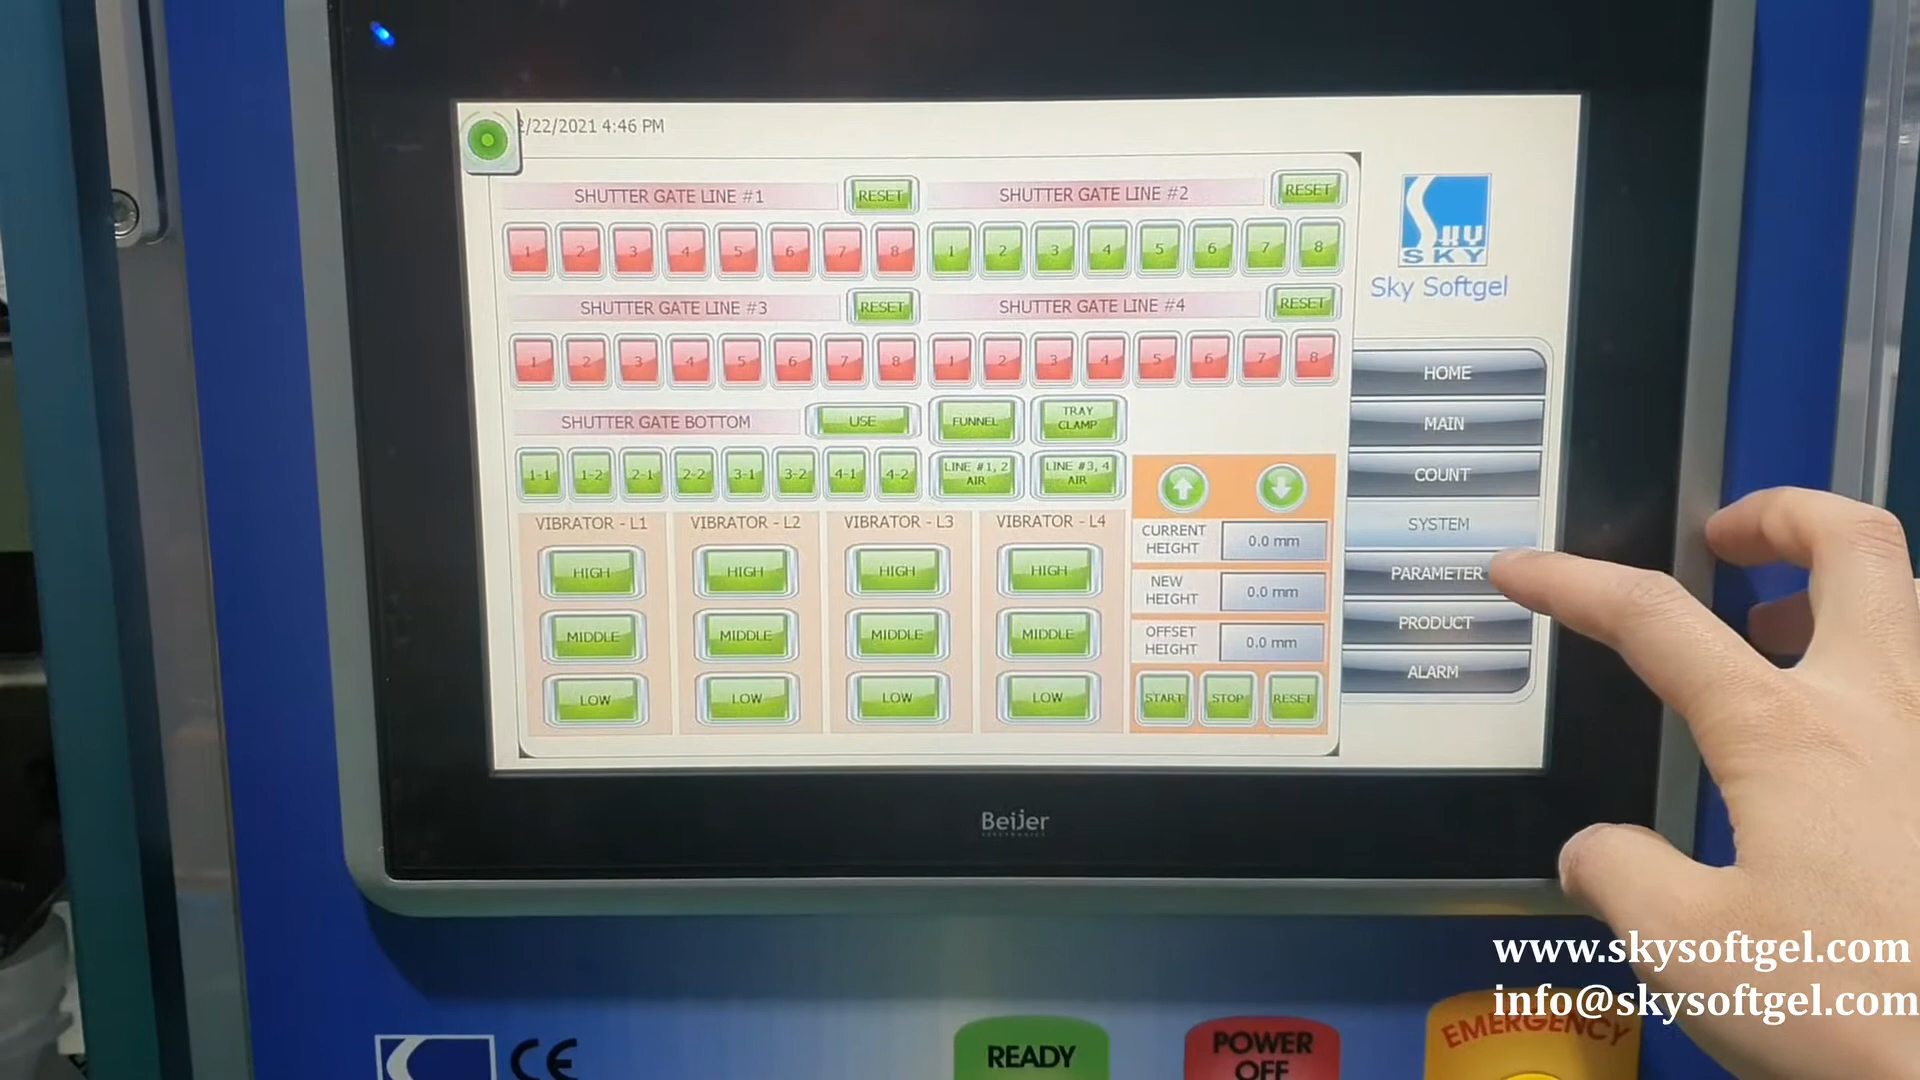 2/22/2021 4:46 PM
SHUTTER GATE LINE #1
RESET
SHUTTER GATE LINE #2
RESET
1 2 3 4 5 6 7 8
1 2 3 4 5 6 7 8
SHUTTER GATE LINE #3
RESET
SHUTTER GATE LINE #4
RESET
1 2 3 4 5 6 7 8
1 2 3 4 5 6 7 8
SHUTTER GATE BOTTOM
USE
FUNNEL
TRAY
CLAMP
1-1 1-2 2-1 2-2 3-1 3-2 4-1 4-2
LINE #1, 2
AIR
LINE #3, 4
AIR
VIBRATOR - L1
HIGH
MIDDLE
LOW
VIBRATOR - L2
HIGH
MIDDLE
LOW
VIBRATOR - L3
HIGH
MIDDLE
LOW
VIBRATOR - L4
HIGH
MIDDLE
LOW
CURRENT
HEIGHT
0.0 mm
NEW
HEIGHT
0.0 mm
OFFSET
HEIGHT
0.0 mm
START
STOP
RESET
SKY
SKY
Sky Softgel
HOME
MAIN
COUNT
SYSTEM
PARAMETER
PRODUCT
ALARM
Beijer
ELECTRONICS
www.skysoftgel.com
info@skysoftgel.com
CE
READY
POWER
OFF
EMERGENCY